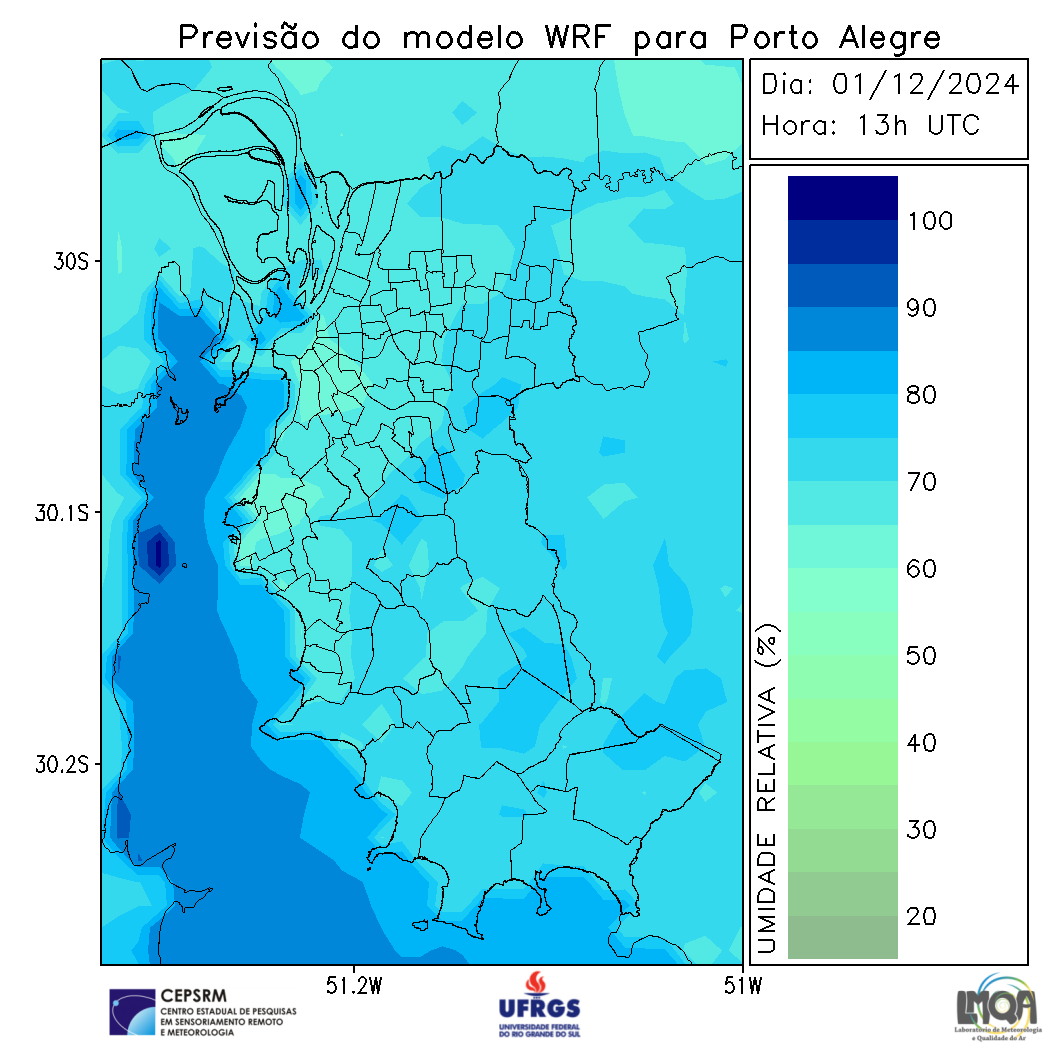 Previsão do modelo WRF para Porto Alegre
Dia: 01/12/2024
Hora: 13h UTC
30S
30.1S
30.2S
51.2W
51W
100
90
80
70
60
50
40
30
20
UMIDADE RELATIVA (%)
CEPSRM
CENTRO ESTADUAL DE PESQUISAS
EM SENSORIAMENTO REMOTO
E METEOROLOGIA
UFRGS
UNIVERSIDADE FEDERAL
DO RIO GRANDE DO SUL
LMQA
Laboratório de Meteorologia
e Qualidade do Ar